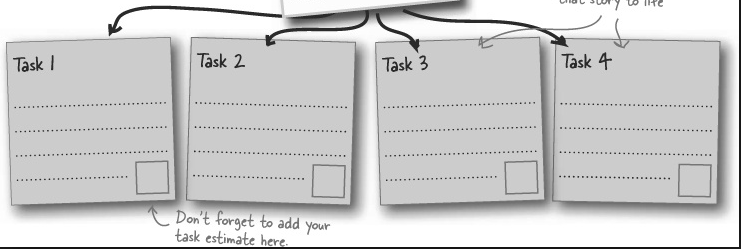 that story to life
Task 1
Task 2
Task 3
Task 4
Don't forget to add your
task estimate here.